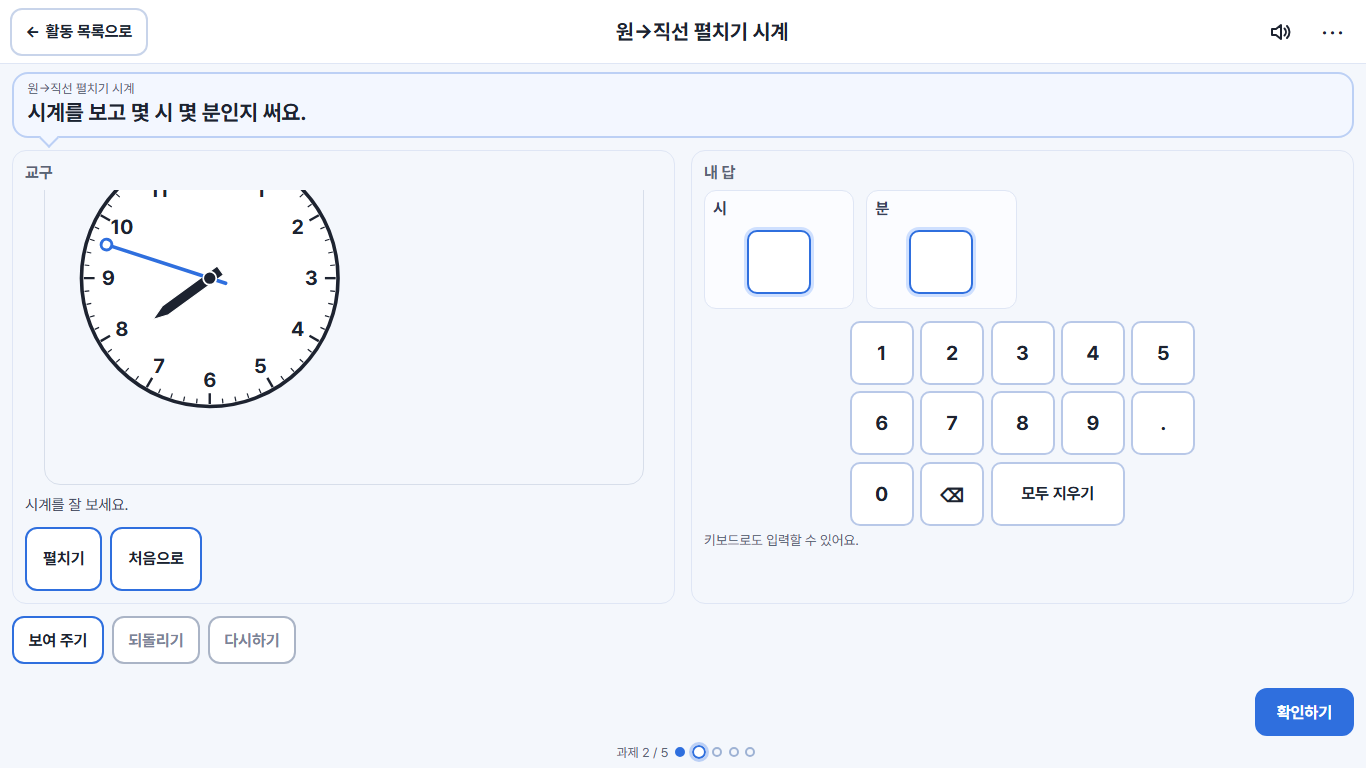 ← 활동 목록으로
원→직선 펼치기 시계
원→직선 펼치기 시계
시계를 보고 몇 시 몇 분인지 써요.
교구
11 1
10 2
9 3
8 4
7 5
6
시계를 잘 보세요.
펼치기 처음으로
내 답
시 분
1 2 3 4 5
6 7 8 9 .
0 ⌫ 모두 지우기
키보드로도 입력할 수 있어요.
보여 주기 되돌리기 다시하기
확인하기
과제 2 / 5